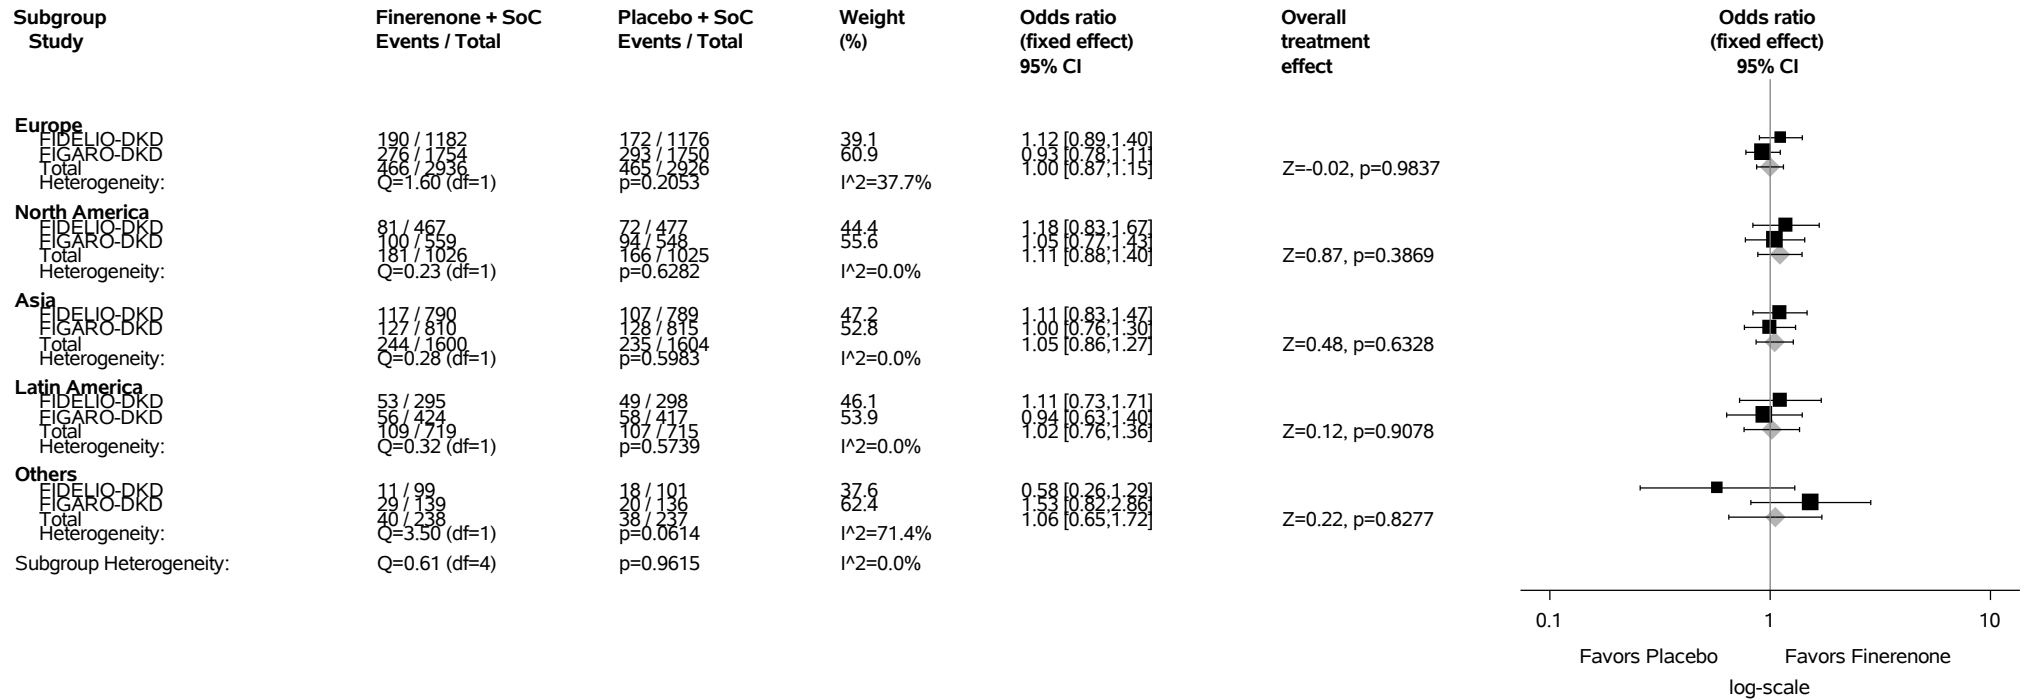 Subgroup Finerenone + SoC Placebo + SoC Weight Odds ratio Overall Odds ratio
Study Events / Total Events / Total (%) (fixed effect) treatment (fixed effect)
95% CI effect 95% CI
Europe
FIDELIO-DKD 190 / 1182 172 / 1176 39.1 1.12 [0.89,1.40]
FIGARO-DKD 276 / 1754 293 / 1750 60.9 0.93 [0.78,1.11]
Total 466 / 2936 465 / 2926 1.00 [0.87,1.15] Z=-0.02, p=0.9837
Heterogeneity: Q=1.60 (df=1) p=0.2053 I^2=37.7%
North America
FIDELIO-DKD 81 / 467 72 / 477 44.4 1.18 [0.83,1.67]
FIGARO-DKD 100 / 559 94 / 548 55.6 1.05 [0.77,1.43]
Total 181 / 1026 166 / 1025 1.11 [0.88,1.40] Z=0.87, p=0.3869
Heterogeneity: Q=0.23 (df=1) p=0.6282 I^2=0.0%
Asia
FIDELIO-DKD 117 / 790 107 / 789 47.2 1.11 [0.83,1.47]
FIGARO-DKD 127 / 810 128 / 815 52.8 1.00 [0.76,1.30]
Total 244 / 1600 235 / 1604 1.05 [0.86,1.27] Z=0.48, p=0.6328
Heterogeneity: Q=0.28 (df=1) p=0.5983 I^2=0.0%
Latin America
FIDELIO-DKD 53 / 295 49 / 298 46.1 1.11 [0.73,1.71]
FIGARO-DKD 56 / 424 58 / 417 53.9 0.94 [0.63,1.40]
Total 109 / 719 107 / 715 1.02 [0.76,1.36] Z=0.12, p=0.9078
Heterogeneity: Q=0.32 (df=1) p=0.5739 I^2=0.0%
Others
FIDELIO-DKD 11 / 99 18 / 101 37.6 0.58 [0.26,1.29]
FIGARO-DKD 29 / 139 20 / 136 62.4 1.53 [0.82,2.86]
Total 40 / 238 38 / 237 1.06 [0.65,1.72] Z=0.22, p=0.8277
Heterogeneity: Q=3.50 (df=1) p=0.0614 I^2=71.4%
Subgroup Heterogeneity: Q=0.61 (df=4) p=0.9615 I^2=0.0%
0.1 1 10
Favors Placebo Favors Finerenone
log-scale